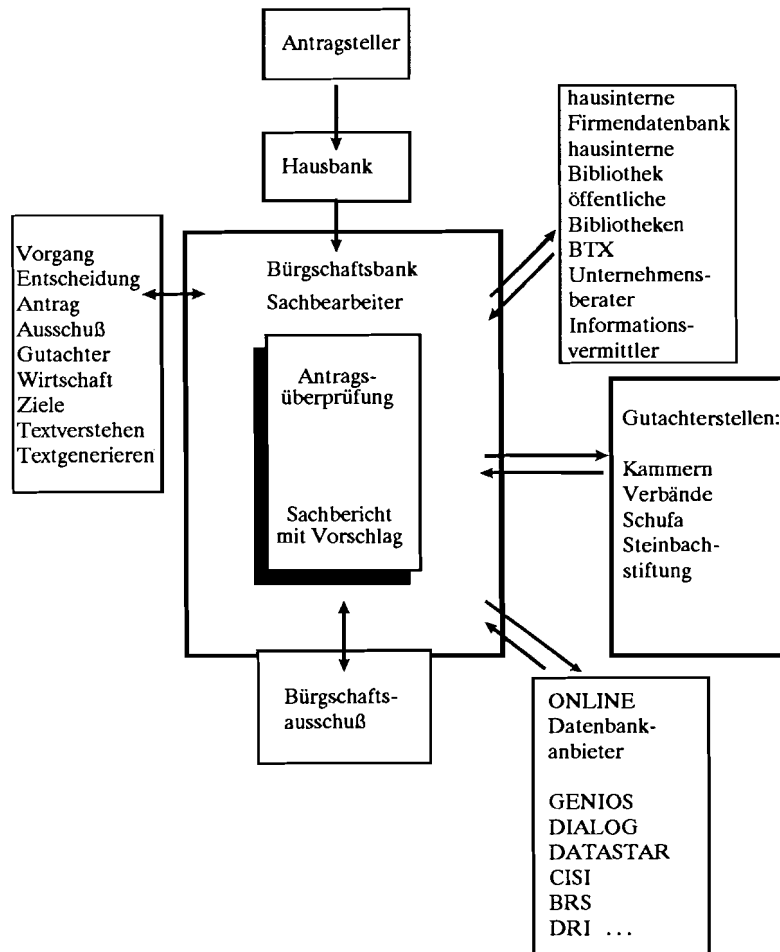 Antragsteller
Hausbank
hausinterne
Firmendatenbank
hausinterne
Bibliothek
öffentliche
Bibliotheken
BTX
Unternehmens-
berater
Informations-
vermittler
Vorgang
Entscheidung
Antrag
Ausschuß
Gutachter
Wirtschaft
Ziele
Textverstehen
Textgenerieren
Bürgschaftsbank
Sachbearbeiter
Antrags-
überprüfung
Sachbericht
mit Vorschlag
Gutachterstellen:
Kammern
Verbände
Schufa
Steinbach-
stiftung
Bürgschafts-
ausschuß
ONLINE
Datenbank-
anbieter
GENIOS
DIALOG
DATASTAR
CISI
BRS
DRI ...